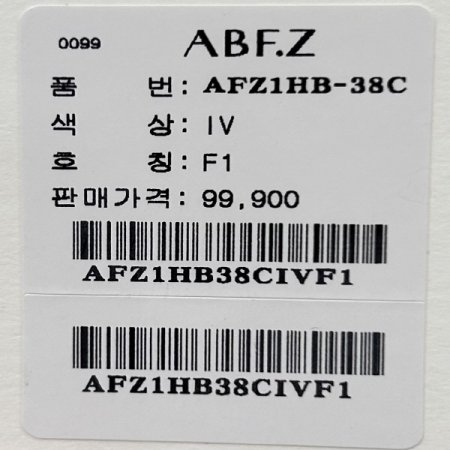 0099 ABF.Z
품 번: AFZ1HB-38C
색 상: IV
호 칭: F1
판매가격: 99,900
AFZ1HB38CIVF1
AFZ1HB38CIVF1